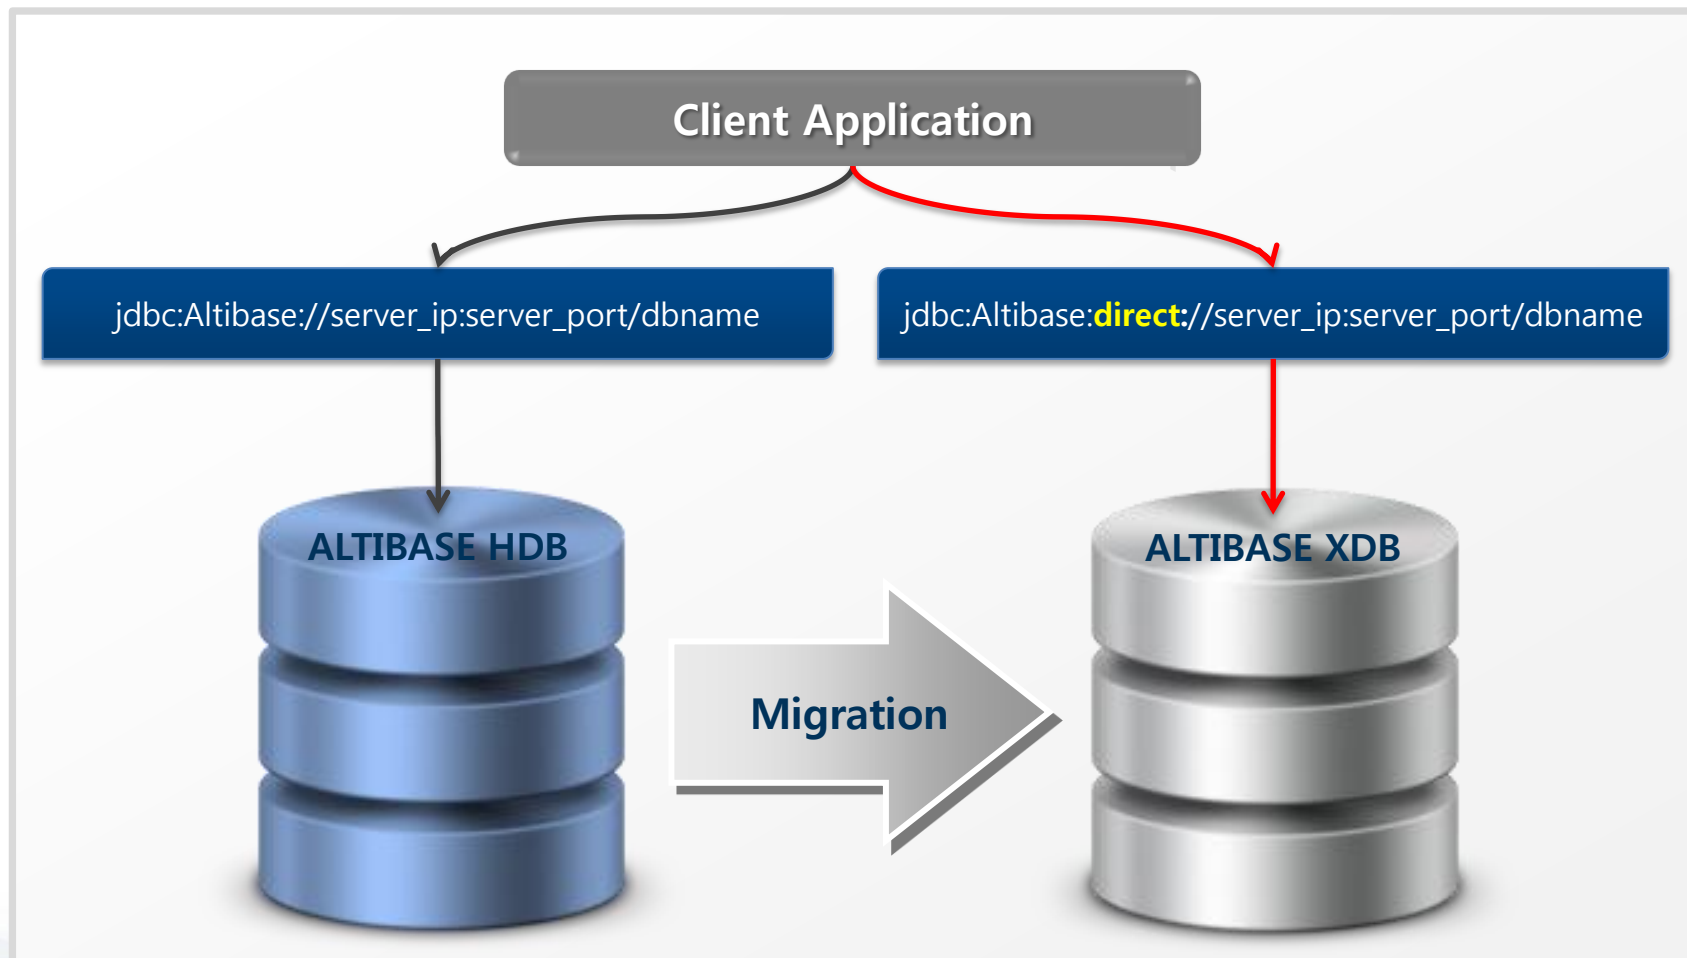 Client Application
jdbc:Altibase://server_ip:server_port/dbname
jdbc:Altibase:direct://server_ip:server_port/dbname
ALTIBASE HDB
ALTIBASE XDB
Migration